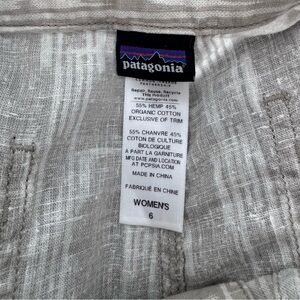 patagonia
Repair, Reuse, Recycle
This Product
www.patagonia.com
55% HEMP 45%
ORGANIC COTTON
EXCLUSIVE OF TRIM
55% CHANVRE 45%
COTON DE CULTURE
BIOLOGIQUE
A PART LA GARNITURE
MFG DATE AND LOCATION
AT PCPSIA.COM
MADE IN CHINA
FABRIQUÉ EN CHINE
WOMEN'S
6